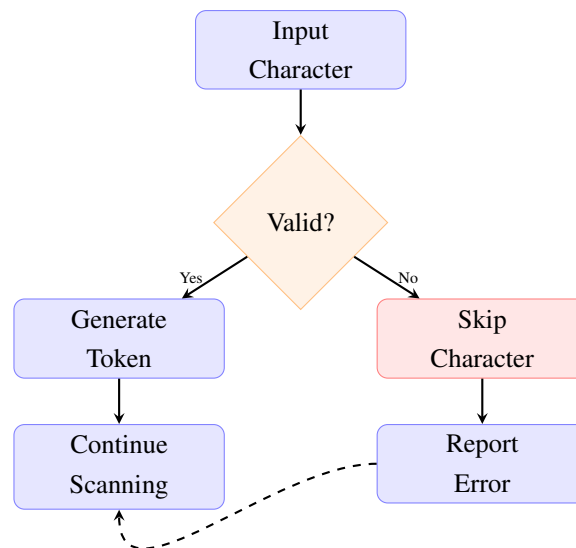 Input
Character
Valid?
Yes
No
Generate
Token
Skip
Character
Continue
Scanning
Report
Error